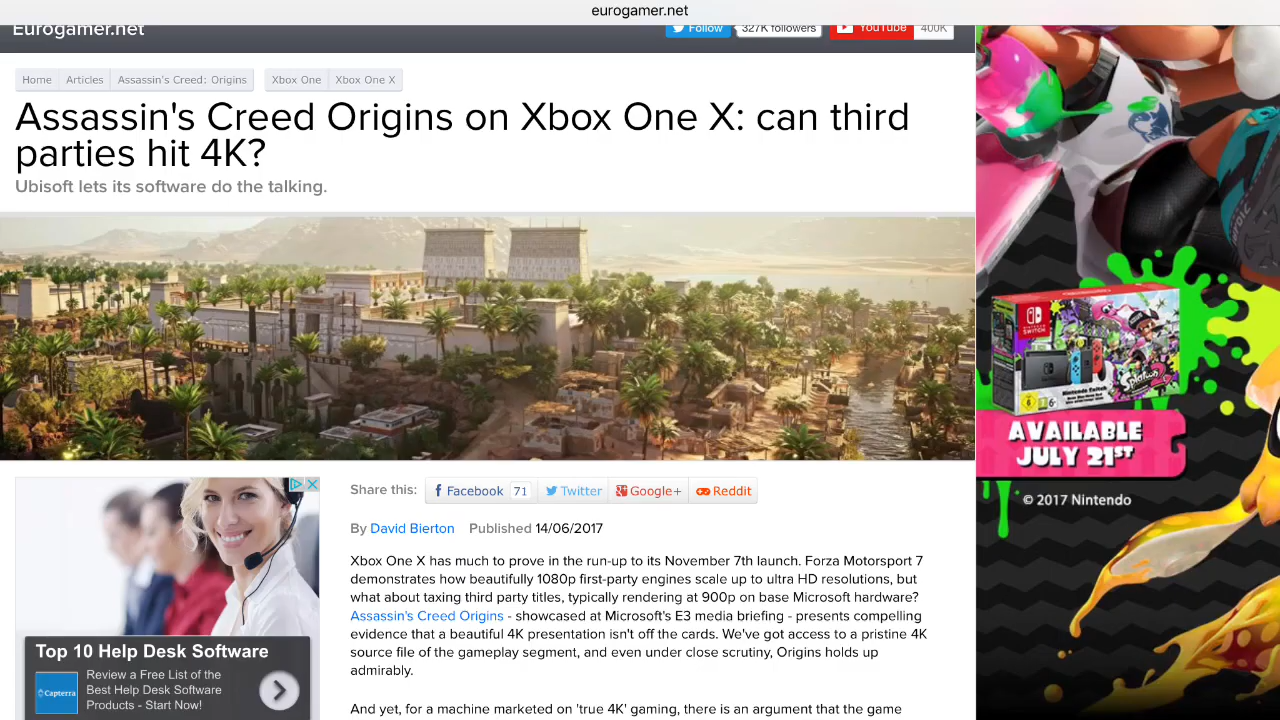 eurogamer.net
Eurogamer.net
Follow 327K followers YouTube 400K
Home Articles Assassin's Creed: Origins Xbox One Xbox One X
Assassin's Creed Origins on Xbox One X: can third
parties hit 4K?
Ubisoft lets its software do the talking.
NINTENDO
SWITCH
Splatoon 2
Nintendo Switch
AVAILABLE
JULY 21ST
© 2017 Nintendo
Share this: Facebook 71 Twitter Google+ Reddit
By David Bierton Published 14/06/2017
Xbox One X has much to prove in the run-up to its November 7th launch. Forza Motorsport 7
demonstrates how beautifully 1080p first-party engines scale up to ultra HD resolutions, but
what about taxing third party titles, typically rendering at 900p on base Microsoft hardware?
Assassin's Creed Origins - showcased at Microsoft's E3 media briefing - presents compelling
evidence that a beautiful 4K presentation isn't off the cards. We've got access to a pristine 4K
source file of the gameplay segment, and even under close scrutiny, Origins holds up
admirably.
And yet, for a machine marketed on 'true 4K' gaming, there is an argument that the game
Top 10 Help Desk Software
Capterra
Review a Free List of the
Best Help Desk Software
Products - Start Now!